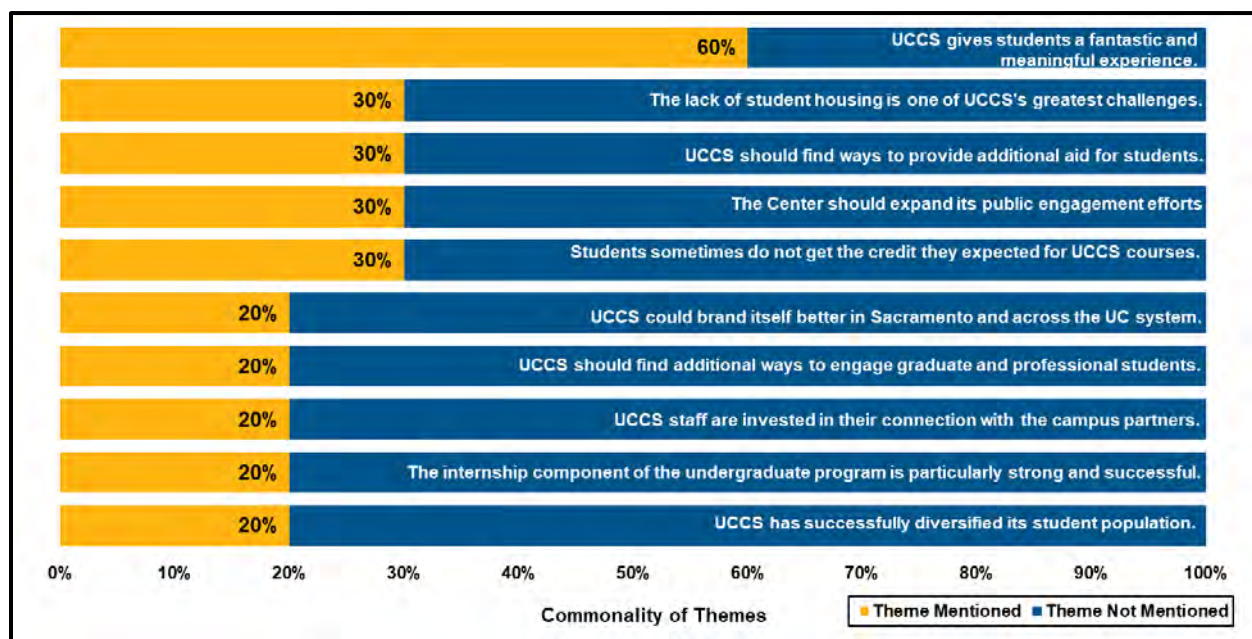 60%
UCCS gives students a fantastic and
meaningful experience.
30%
The lack of student housing is one of UCCS's greatest challenges.
30%
UCCS should find ways to provide additional aid for students.
30%
The Center should expand its public engagement efforts
30%
Students sometimes do not get the credit they expected for UCCS courses.
20%
UCCS could brand itself better in Sacramento and across the UC system.
20%
UCCS should find additional ways to engage graduate and professional students.
20%
UCCS staff are invested in their connection with the campus partners.
20%
The internship component of the undergraduate program is particularly strong and successful.
20%
UCCS has successfully diversified its student population.
0% 10% 20% 30% 40% 50% 60% 70% 80% 90% 100%
Commonality of Themes
Theme Mentioned Theme Not Mentioned